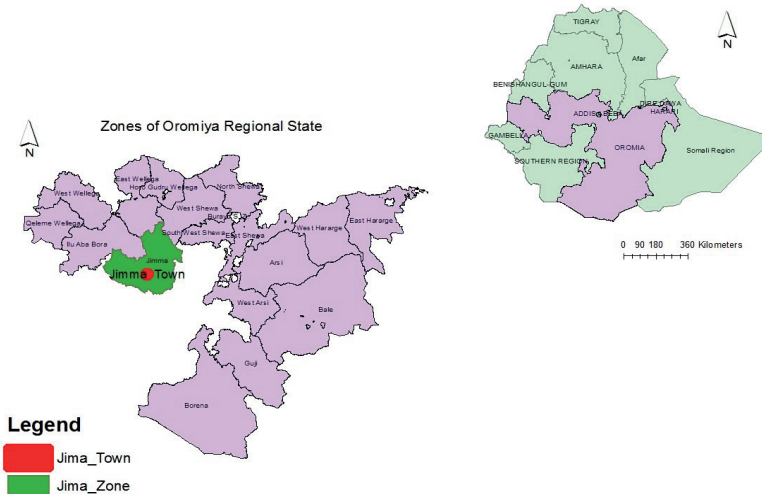 TIGRAY
N
Afar
AMHARA
BENISHANGUL-GUM
DIRE DAWA
ADDIS ABEBA
HARARI
Zones of Oromiya Regional State
N
GAMBELLA
OROMIA
Somali Region
SOUTHERN REGION
East Wellega
West Wellega
Horo Gudru Wellega
North Shewa
West Shewa
East Hararge
Qeleme Wellega
South West Shewa
East Shewa
West Hararge
Ilu Aba Bora
0 90 180 360 Kilometers
Jimma
Arsi
Jimma Town
West Arsi
Bale
Guji
Borena
Legend
Jima_Town
Jima_Zone